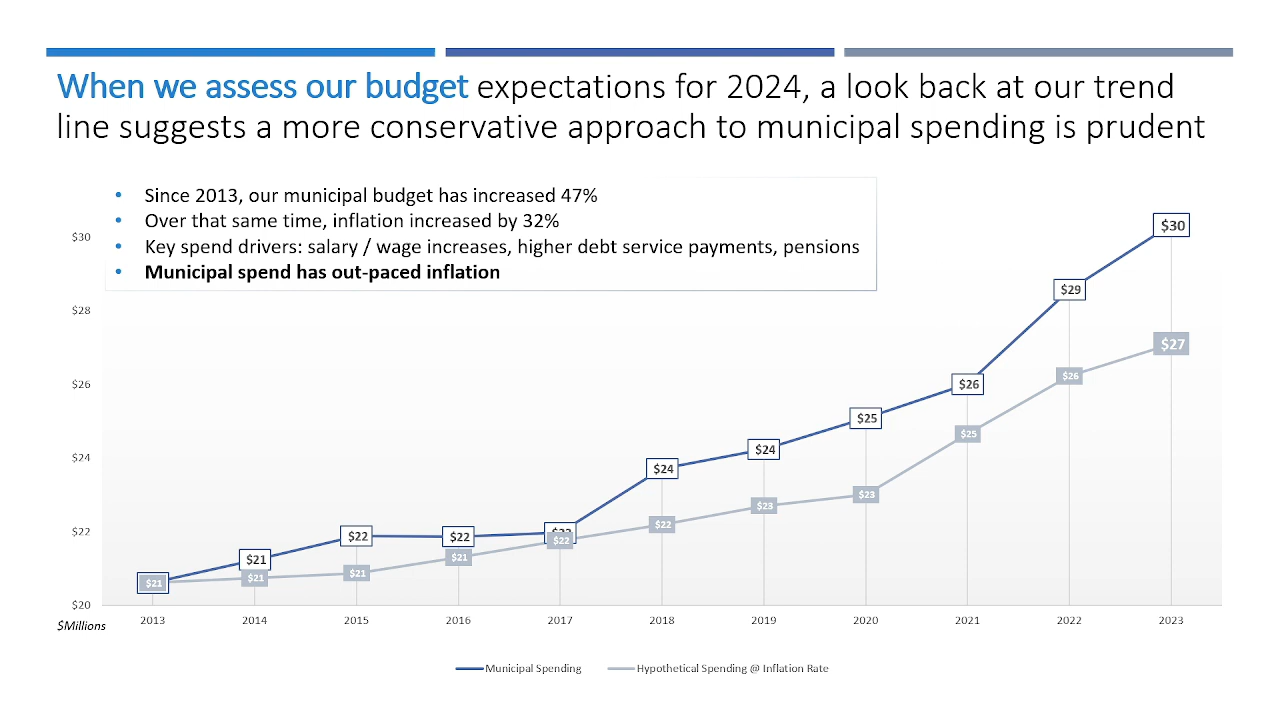 When we assess our budget expectations for 2024, a look back at our trend
line suggests a more conservative approach to municipal spending is prudent
• Since 2013, our municipal budget has increased 47%
• Over that same time, inflation increased by 32%
• Key spend drivers: salary / wage increases, higher debt service payments, pensions
• Municipal spend has out-paced inflation
$30
$28
$26
$24
$22
$20
$21
$22
$22
$24
$24
$25
$26
$29
$30
$21
$21
$21
$21
$22
$22
$23
$23
$25
$26
$27
$Millions
2013 2014 2015 2016 2017 2018 2019 2020 2021 2022 2023
Municipal Spending Hypothetical Spending @ Inflation Rate